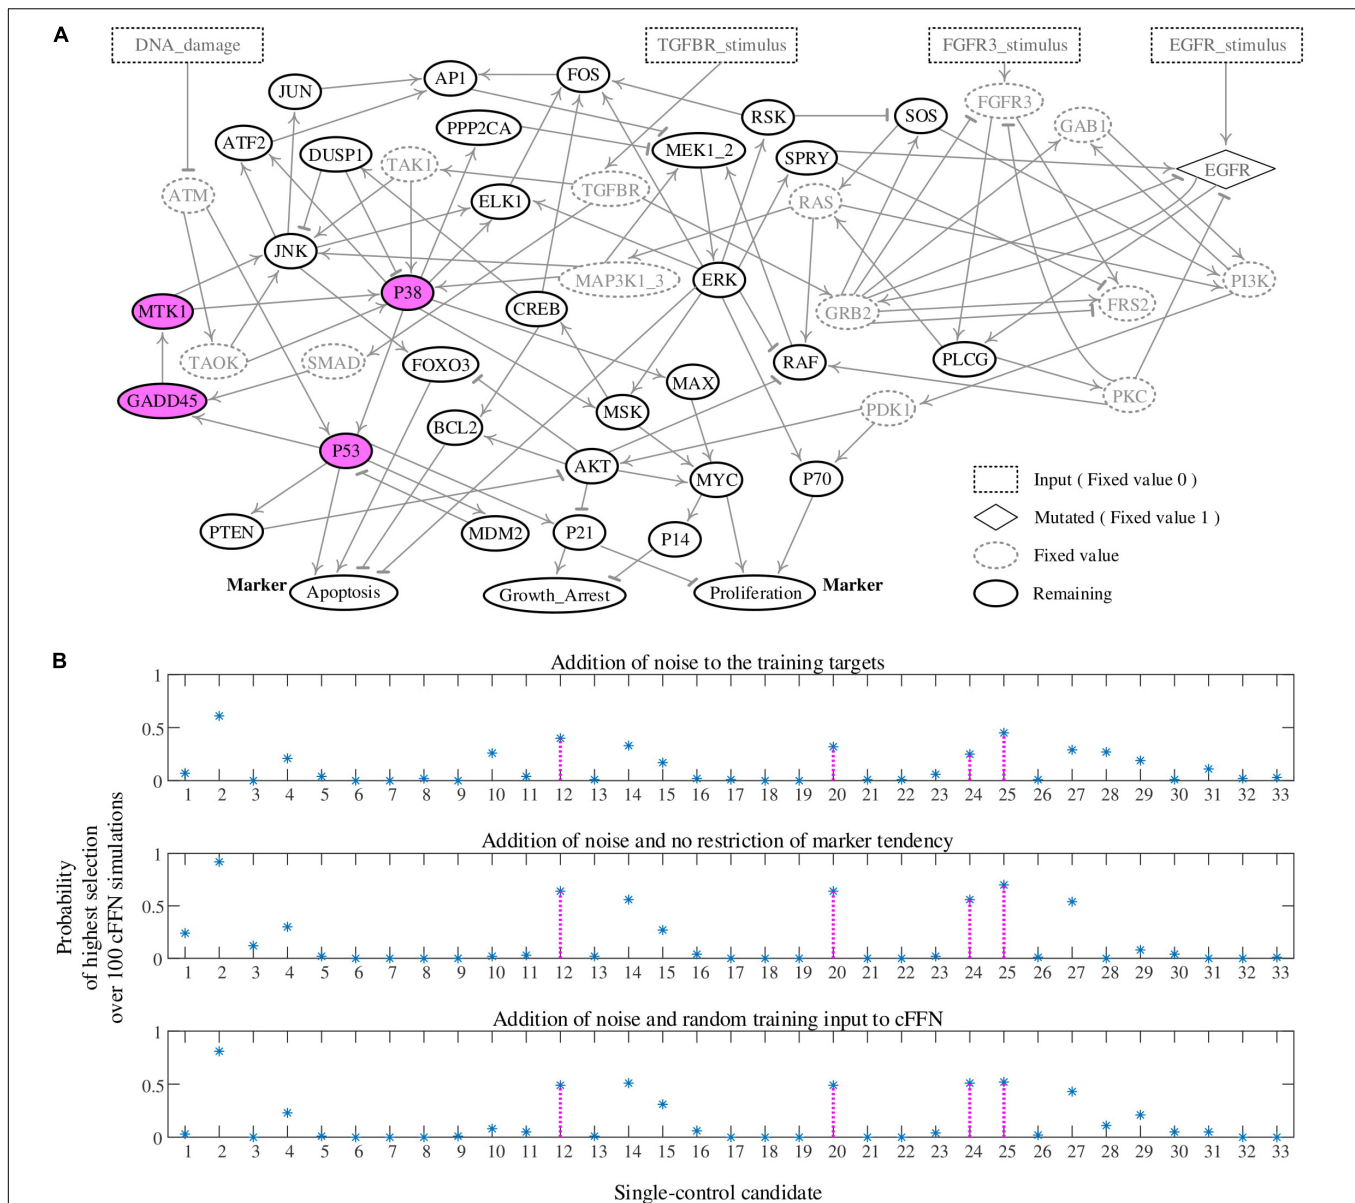 A
DNA_damage
TGFBR_stimulus
FGFR3_stimulus
EGFR_stimulus
JUN
AP1
FOS
FGFR3
RSK
SOS
GAB1
ATF2
DUSP1
PPP2CA
MEK1_2
SPRY
TAK1
EGFR
ATM
ELK1
TGFBR
RAS
JNK
MAP3K1_3
ERK
PI3K
P38
MTK1
CREB
GRB2
FRS2
TAOK
SMAD
FOXO3
RAF
PLCG
MAX
GADD45
MSK
PDK1
PKC
BCL2
P53
AKT
MYC
P70
Input ( Fixed value 0 )
Mutated ( Fixed value 1 )
PTEN
MDM2
P21
P14
Fixed value
Marker
Apoptosis
Growth_Arrest
Proliferation
Marker
Remaining
B
Addition of noise to the training targets
1
0.5
0
1 2 3 4 5 6 7 8 9 10 11 12 13 14 15 16 17 18 19 20 21 22 23 24 25 26 27 28 29 30 31 32 33
Addition of noise and no restriction of marker tendency
1
0.5
0
1 2 3 4 5 6 7 8 9 10 11 12 13 14 15 16 17 18 19 20 21 22 23 24 25 26 27 28 29 30 31 32 33
Probability
of highest selection
over 100 cFFN simulations
Addition of noise and random training input to cFFN
1
0.5
0
1 2 3 4 5 6 7 8 9 10 11 12 13 14 15 16 17 18 19 20 21 22 23 24 25 26 27 28 29 30 31 32 33
Single-control candidate